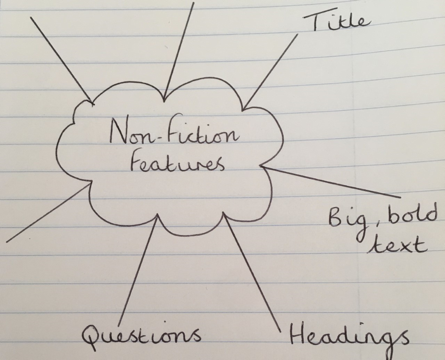 Title
Non-fiction
features
Big, bold
text
Questions
Headings